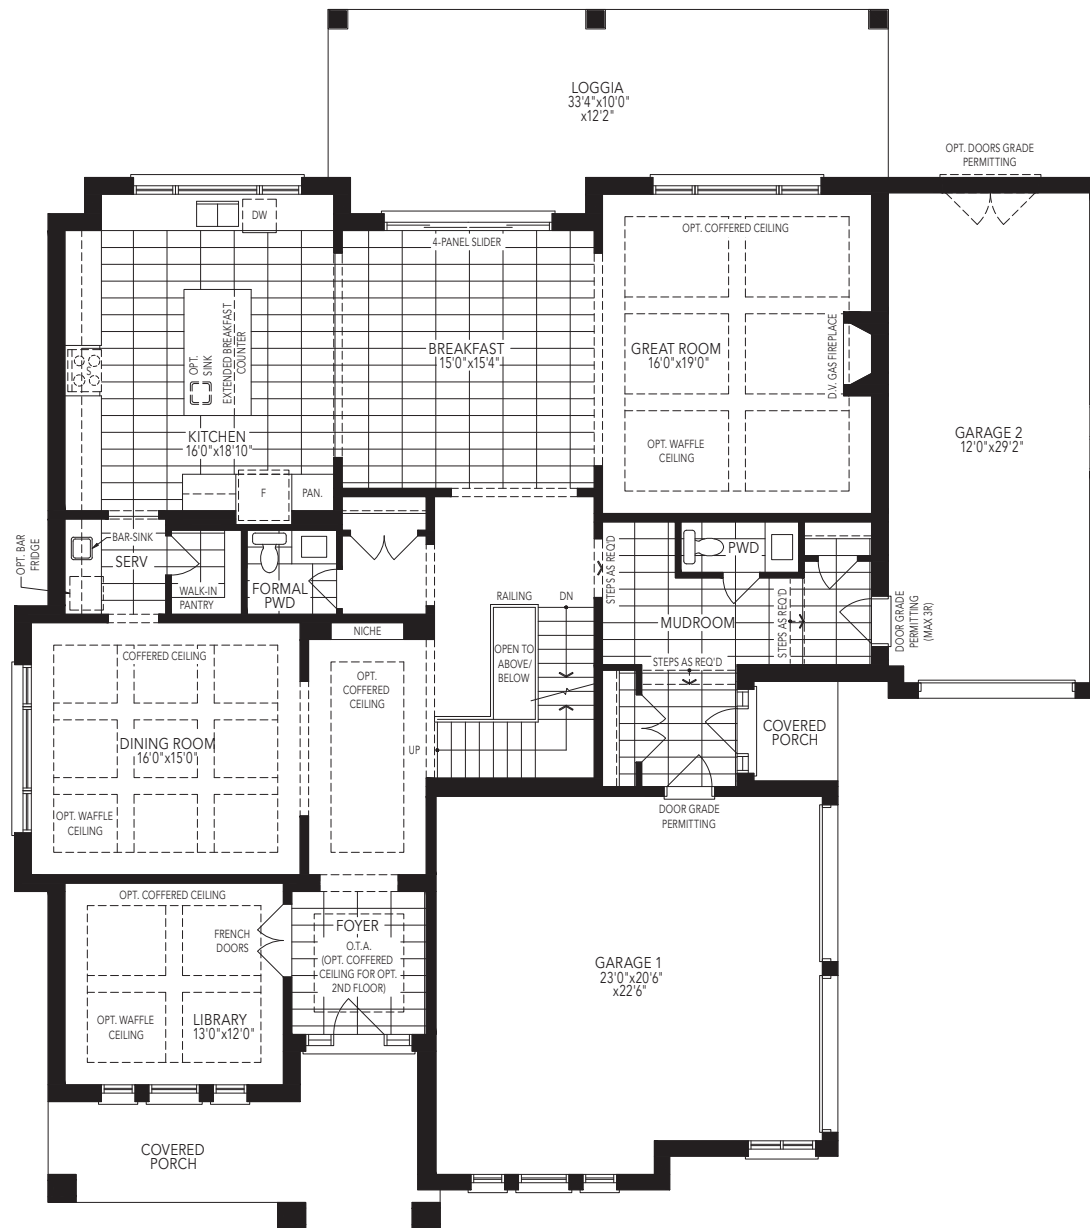 LOGGIA
33'4"x10'0"
x12'2"
OPT. DOORS GRADE
PERMITTING
DW
4-PANEL SLIDER
OPT. COFFERED CEILING
OPT.
SINK
EXTENDED BREAKFAST
COUNTER
S
BREAKFAST
15'0"x15'4"
GREAT ROOM
16'0"x19'0"
D.V. GAS FIREPLACE
KITCHEN
16'0"x18'10"
OPT. WAFFLE
CEILING
GARAGE 2
12'0"x29'2"
F
PAN.
OPT. BAR
FRIDGE
BAR-SINK
SERV
WALK-IN
PANTRY
FORMAL
PWD
STEPS AS REQ'D
PWD
RAILING
DN
MUDROOM
STEPS AS REQ'D
DOOR GRADE
PERMITTING
(MAX 3R)
NICHE
COFFERED CEILING
OPT.
COFFERED
CEILING
OPEN TO
ABOVE/
BELOW
STEPS AS REQ'D
COVERED
PORCH
DINING ROOM
16'0"x15'0"
UP
OPT. WAFFLE
CEILING
DOOR GRADE
PERMITTING
OPT. COFFERED CEILING
FRENCH
DOORS
FOYER
O.T.A.
(OPT. COFFERED
CEILING FOR OPT.
2ND FLOOR)
GARAGE 1
23'0"x20'6"
x22'6"
OPT. WAFFLE
CEILING
LIBRARY
13'0"x12'0"
COVERED
PORCH